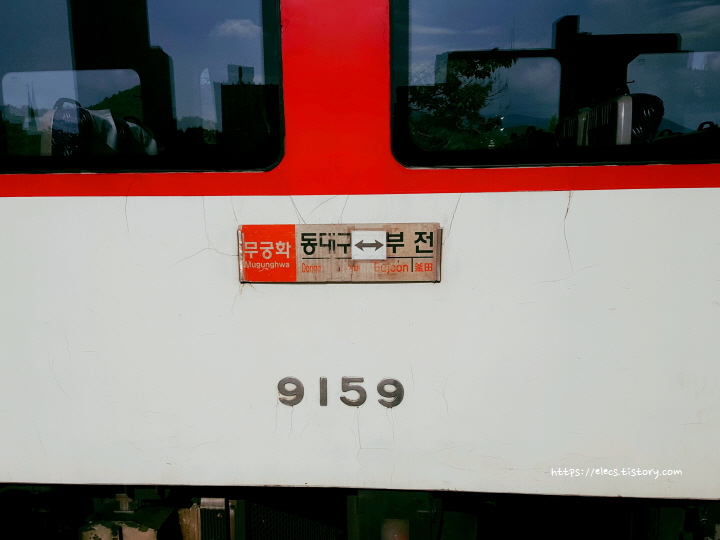 무궁화 동대구 ↔ 부전
Mugunghwa Bujeon 釜田
9159
https://elecs.tistory.com